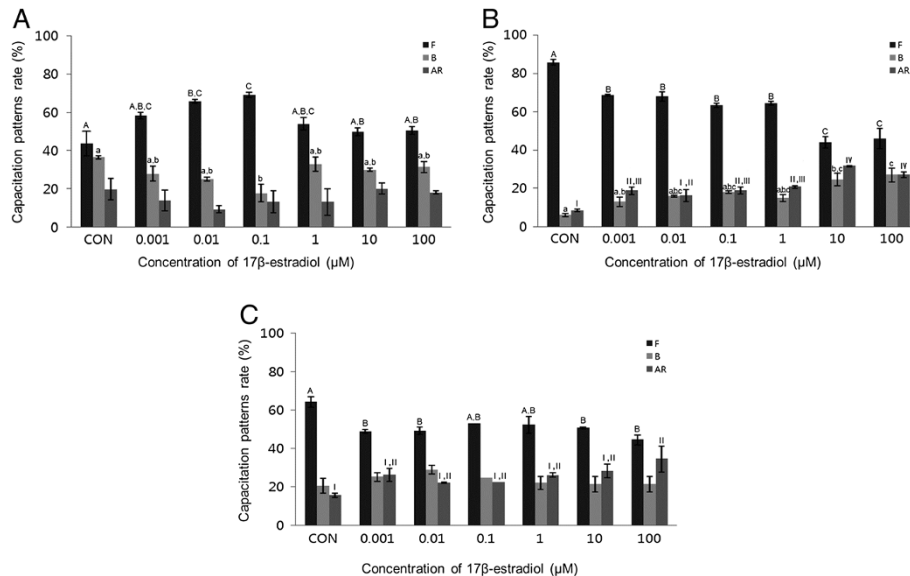 A
Capacitation patterns rate (%)
100
80
60
40
20
0
F
B
AR
A
a
A,B,C
a,b
B,C
a,b
C
b
A,B,C
a,b
A,B
a,b
A,B
a,b
CON 0.001 0.01 0.1 1 10 100
Concentration of 17β-estradiol (μM)
B
Capacitation patterns rate (%)
100
80
60
40
20
0
F
B
AR
A
a
I
B
a,b
II,III
B
abc
I,II
B
abc
II,III
B
abc
II,III
C
b,c
IV
C
c
IV
CON 0.001 0.01 0.1 1 10 100
Concentration of 17β-estradiol (μM)
C
Capacitation patterns rate (%)
100
80
60
40
20
0
F
B
AR
A
I
B
I,II
B
I,II
A,B
I,II
A,B
I,II
B
I,II
B
II
CON 0.001 0.01 0.1 1 10 100
Concentration of 17β-estradiol (μM)